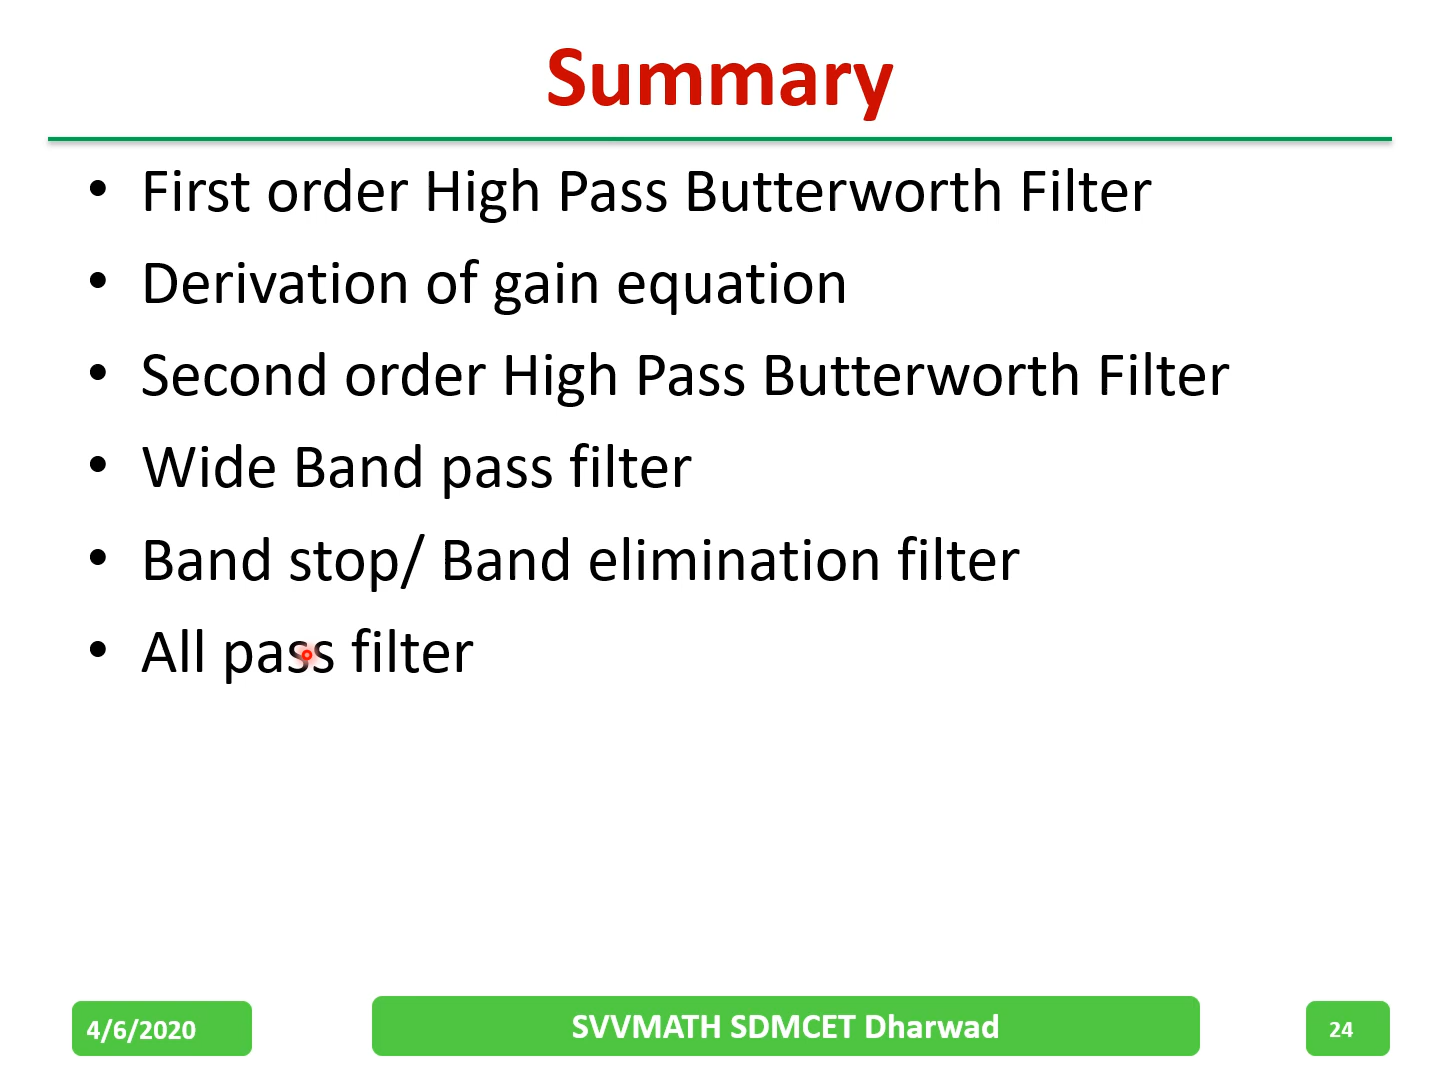 Summary
• First order High Pass Butterworth Filter
• Derivation of gain equation
• Second order High Pass Butterworth Filter
• Wide Band pass filter
• Band stop/ Band elimination filter
• All pass filter
4/6/2020
SVVMATH SDMCET Dharwad
24